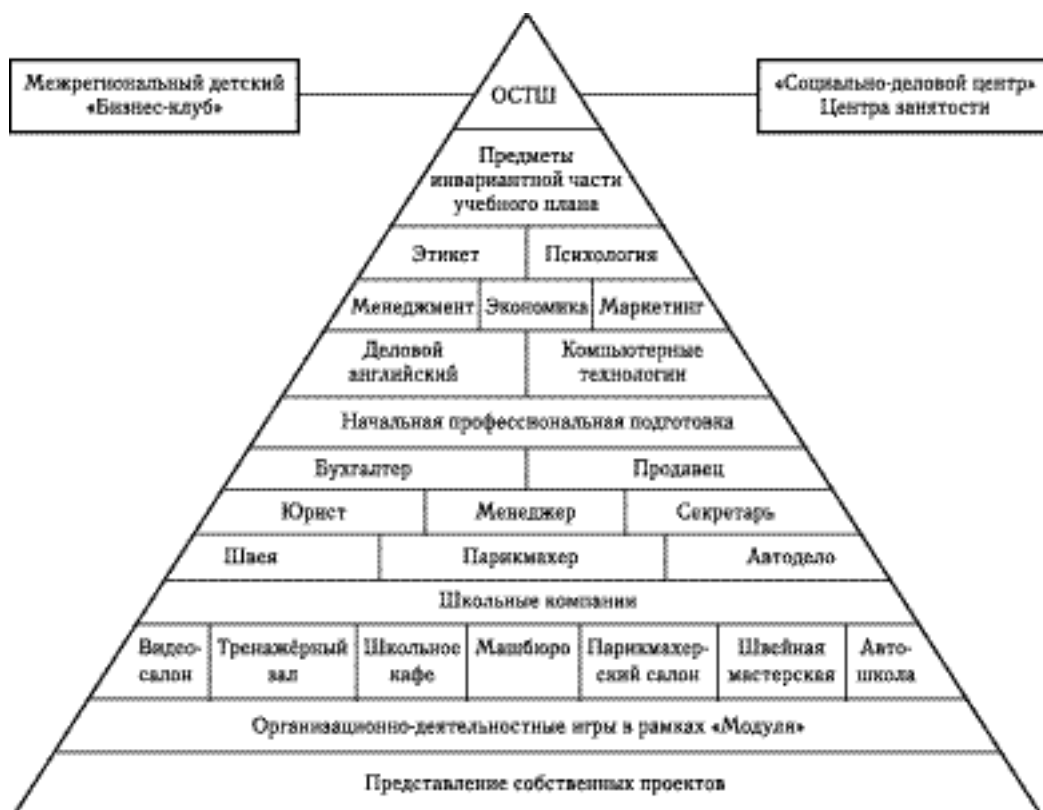 Межрегиональный детский
«Бизнес-клуб»
ОСТШ
«Социально-деловой центр»
Центра занятости
Предметы
инвариантной части
учебного плана
Этикет
Психология
Менеджмент
Экономика
Маркетинг
Деловой
английский
Компьютерные
технологии
Начальная профессиональная подготовка
Бухгалтер
Продавец
Юрист
Менеджер
Секретарь
Швея
Парикмахер
Автодело
Школьные компании
Видео-
салон
Тренажёрный
зал
Школьное
кафе
Машбюро
Парикмахер-
ский салон
Швейная
мастерская
Авто-
школа
Организационно-деятельностные игры в рамках «Модуля»
Представление собственных проектов